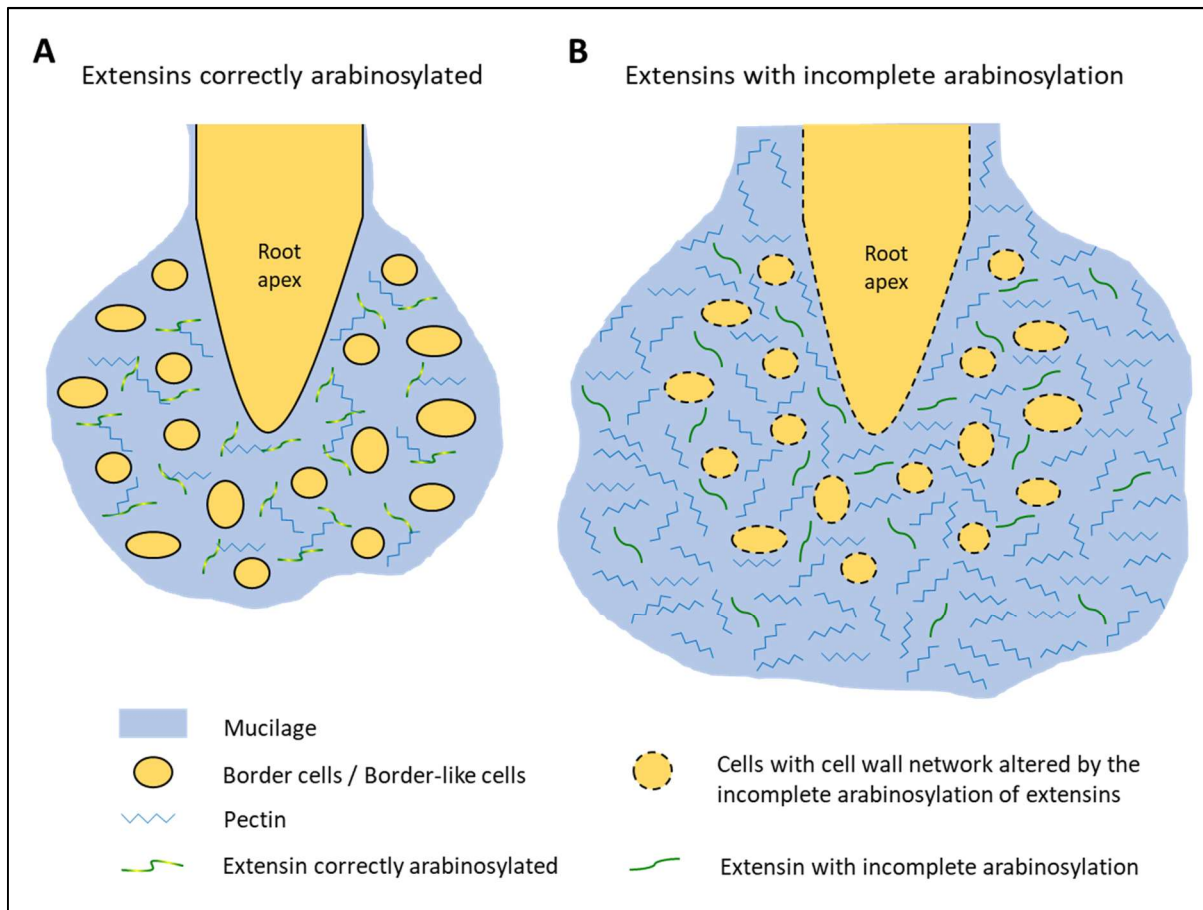 A
Extensins correctly arabinosylated
B
Extensins with incomplete arabinosylation
Root
apex
Root
apex
Mucilage
Border cells / Border-like cells
Pectin
Extensin correctly arabinosylated
Cells with cell wall network altered by the
incomplete arabinosylation of extensins
Extensin with incomplete arabinosylation